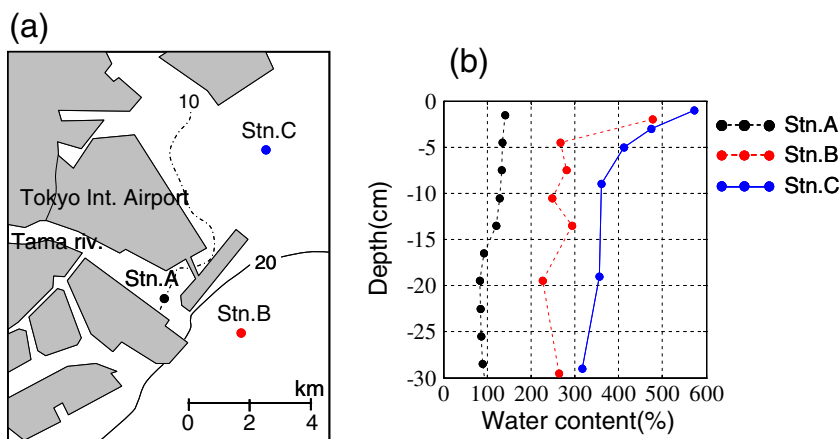 (a)
10
Stn.C
Tokyo Int. Airport
Tama riv.
Stn.A
20
Stn.B
km
0 2 4
(b)
0
-5
-10
-15
-20
-25
-30
Depth(cm)
0 100 200 300 400 500 600
Water content(%)
Stn.A
Stn.B
Stn.C